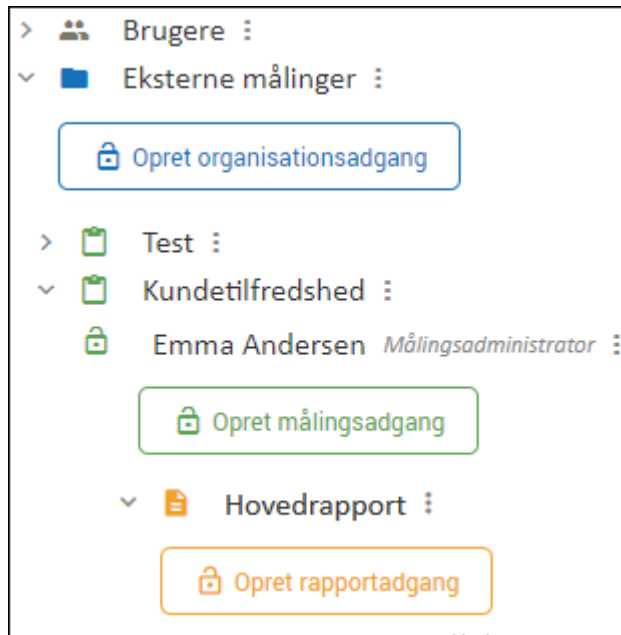 Brugere
Eksterne målinger
Opret organisationsadgang
Test
Kundetilfredshed
Emma Andersen Målingsadministrator
Opret målingsadgang
Hovedrapport
Opret rapportadgang